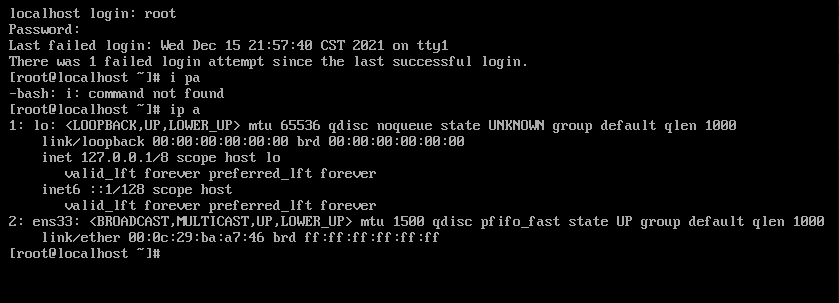 localhost login: root
Password:
Last failed login: Wed Dec 15 21:57:40 CST 2021 on tty1
There was 1 failed login attempt since the last successful login.
[root@localhost ~]# i pa
-bash: i: command not found
[root@localhost ~]# ip a
1: lo: <LOOPBACK,UP,LOWER_UP> mtu 65536 qdisc noqueue state UNKNOWN group default qlen 1000
    link/loopback 00:00:00:00:00:00 brd 00:00:00:00:00:00
    inet 127.0.0.1/8 scope host lo
       valid_lft forever preferred_lft forever
    inet6 ::1/128 scope host
       valid_lft forever preferred_lft forever
2: ens33: <BROADCAST,MULTICAST,UP,LOWER_UP> mtu 1500 qdisc pfifo_fast state UP group default qlen 1000
    link/ether 00:0c:29:ba:a7:46 brd ff:ff:ff:ff:ff:ff
[root@localhost ~]#